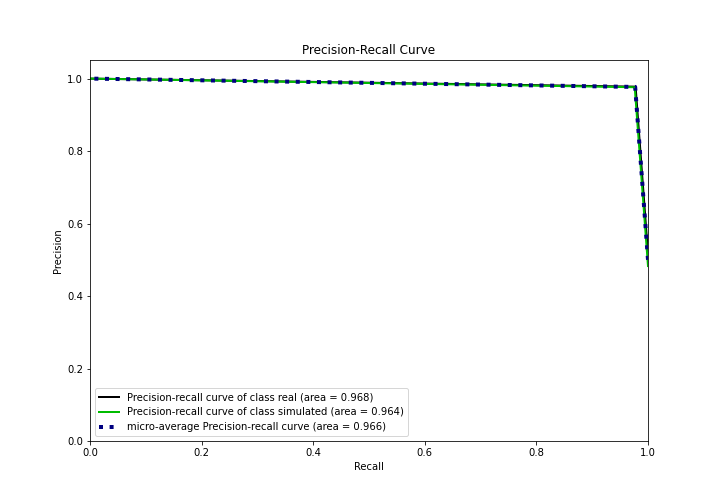 Precision-Recall Curve
1.0
0.8
0.6
0.4
0.2
0.0
Precision
Precision-recall curve of class real (area = 0.968)
Precision-recall curve of class simulated (area = 0.964)
micro-average Precision-recall curve (area = 0.966)
0.0 0.2 0.4 0.6 0.8 1.0
Recall